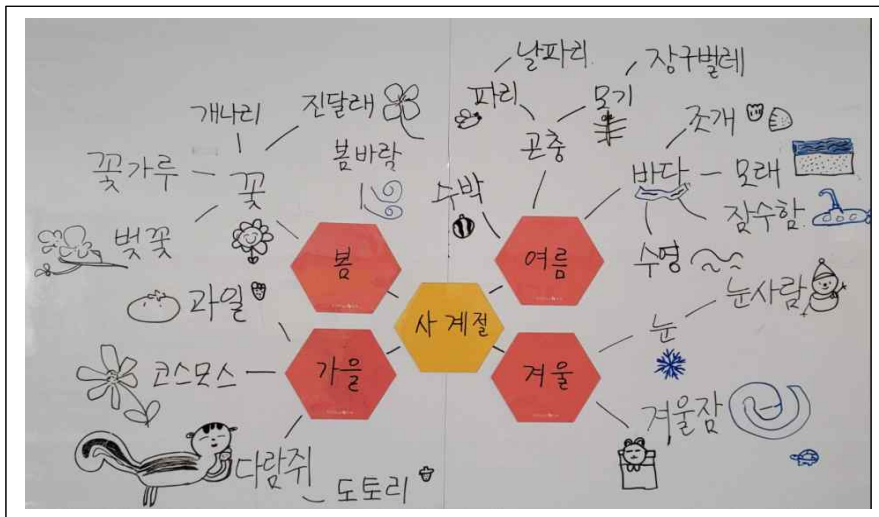 날파리
장구벌레
파리
모기
개나리
진달래
곤충
조개
봄바람
꽃가루
꽃
바다
모래
벚꽃
수박
잠수함
봄
여름
수영
과일
사계절
눈사람
눈
코스모스
가을
겨울
겨울잠
다람쥐
도토리